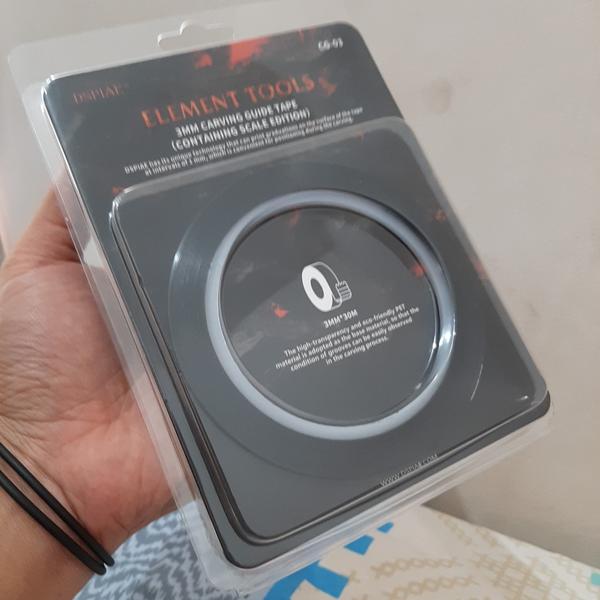 DSPIAE
CG-03
ELEMENT TOOLS
3MM CARVING GUIDE TAPE
(CONTAINING SCALE EDITION)
DSPIAE has its unique technology that can print graduations on the surface of the tape
at intervals of 1 mm, which is convenient for positioning during the carving.
3MM*30M
The high-transparency and eco-friendly PET
material is adopted as the base material, so that the
condition of grooves can be easily observed
in the carving process.
WWW.DSPIAE.COM